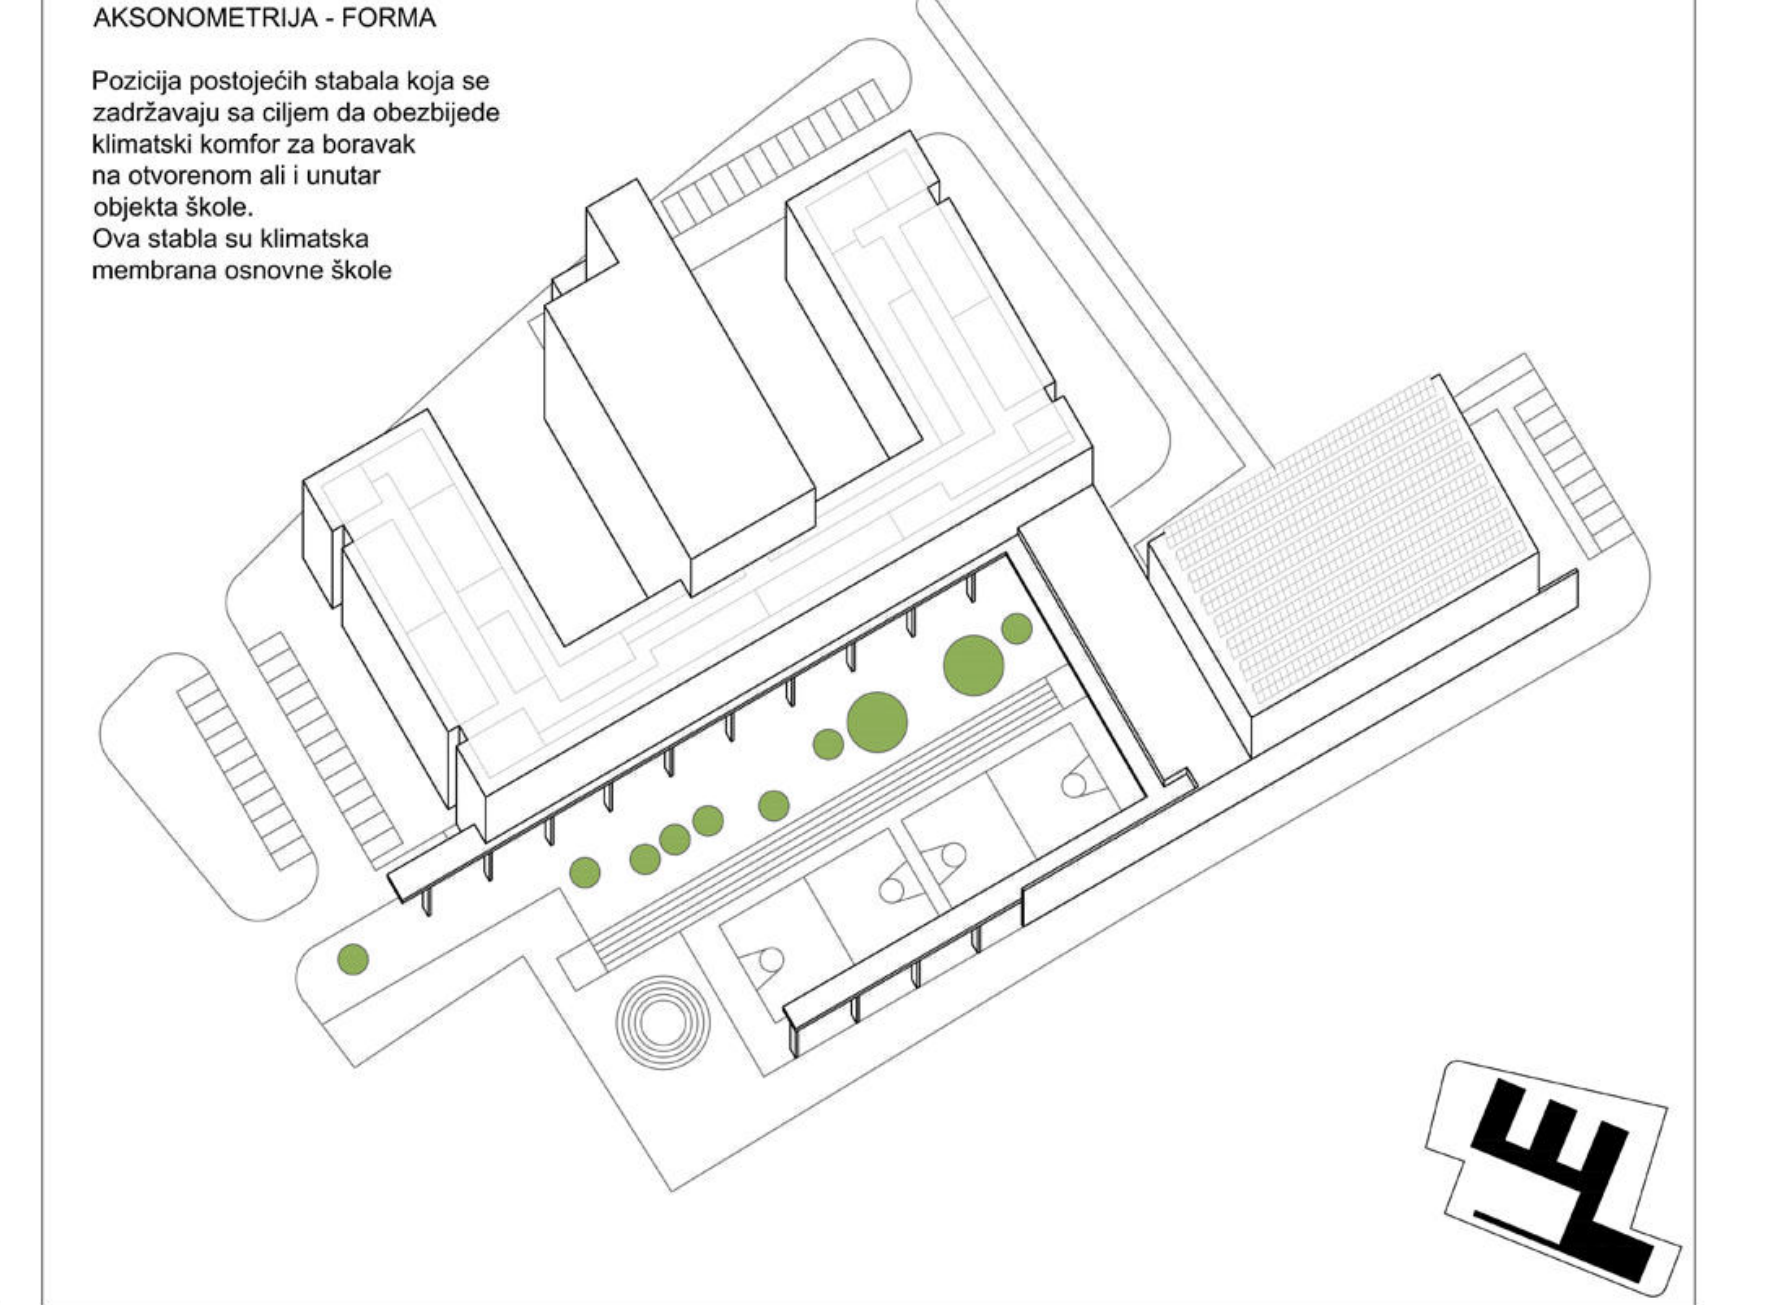 AKSONOMETRIJA - FORMA
Pozicija postojećih stabala koja se
zadržavaju sa ciljem da obezbijede
klimatski komfor za boravak
na otvorenom ali i unutar
objekta škole.
Ova stabla su klimatska
membrana osnovne škole